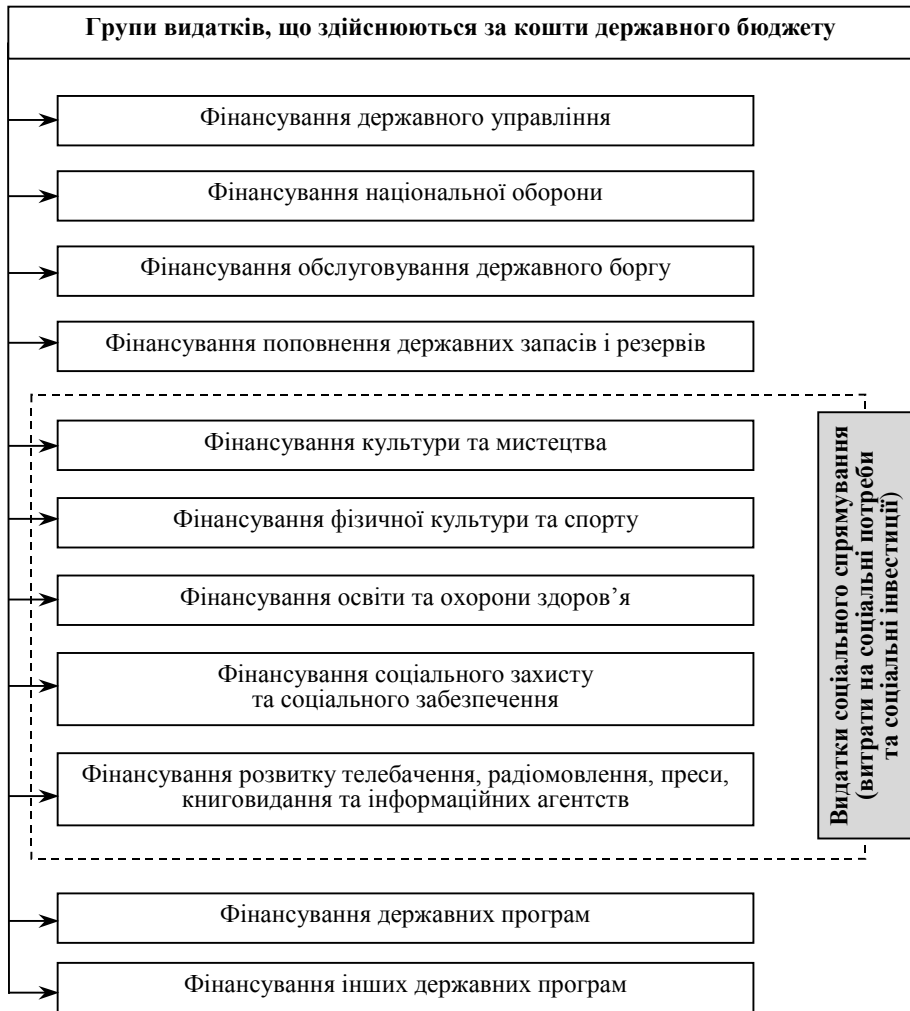 Групи видатків, що здійснюються за кошти державного бюджету
Фінансування державного управління
Фінансування національної оборони
Фінансування обслуговування державного боргу
Фінансування поповнення державних запасів і резервів
Фінансування культури та мистецтва
Фінансування фізичної культури та спорту
Фінансування освіти та охорони здоров’я
Фінансування соціального захисту
та соціального забезпечення
Фінансування розвитку телебачення, радіомовлення, преси,
книговидання та інформаційних агентств
Видатки соціального спрямування
(витрати на соціальні потреби
та соціальні інвестиції)
Фінансування державних програм
Фінансування інших державних програм